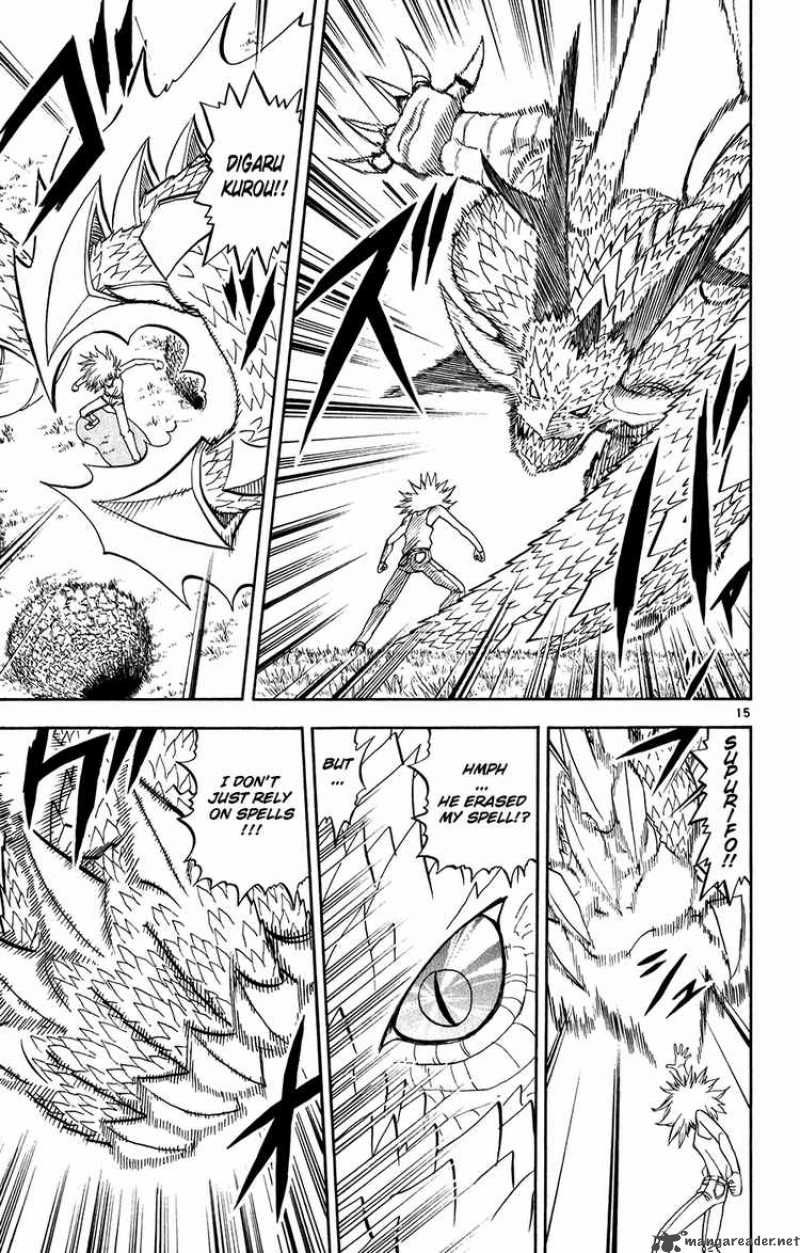 DIGARU
KUROU!!
15
SUPURIFO!!
HMPH
...
HE ERASED
MY SPELL!?
BUT
...
I DON'T
JUST RELY
ON SPELLS
!!!
mangareader.net